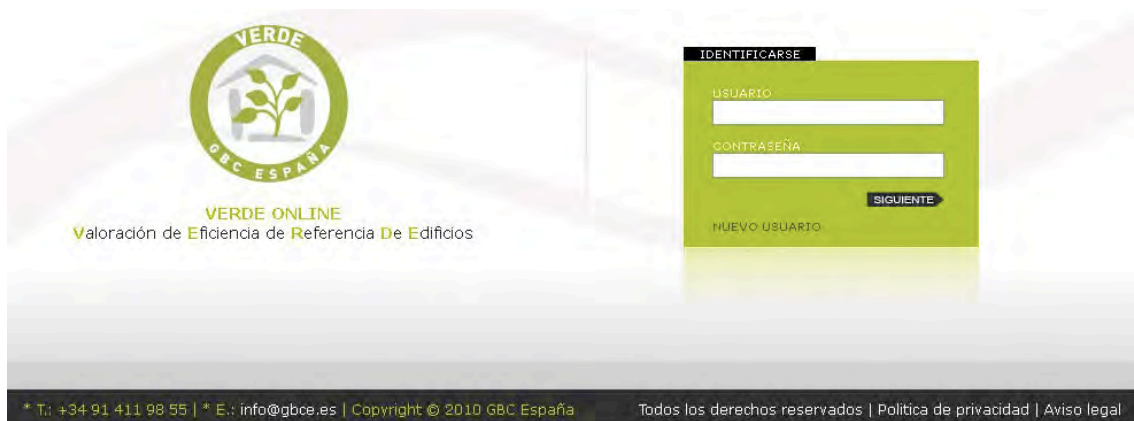 VERDE
GBC ESPAÑA
VERDE ONLINE
Valoración de Eficiencia de Referencia De Edificios
IDENTIFICARSE
USUARIO
CONTRASEÑA
SIGUIENTE
NUEVO USUARIO
* T.: +34 91 411 98 55 | * E.: info@gbce.es | Copyright © 2010 GBC España
Todos los derechos reservados | Politica de privacidad | Aviso legal